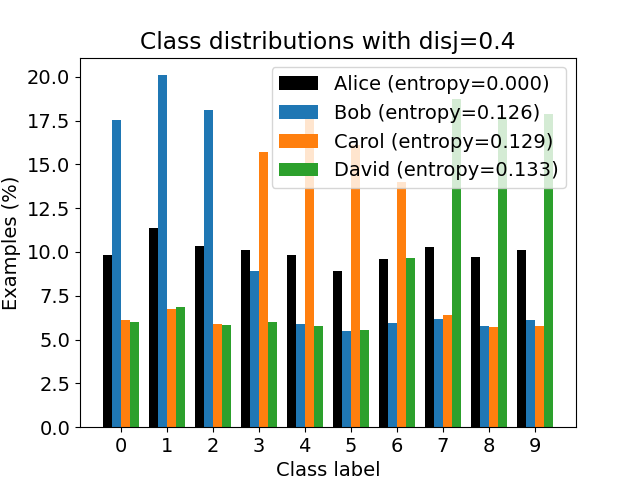 Class distributions with disj=0.4
Examples (%)
20.0
17.5
15.0
12.5
10.0
7.5
5.0
2.5
0.0
Alice (entropy=0.000)
Bob (entropy=0.126)
Carol (entropy=0.129)
David (entropy=0.133)
0 1 2 3 4 5 6 7 8 9
Class label